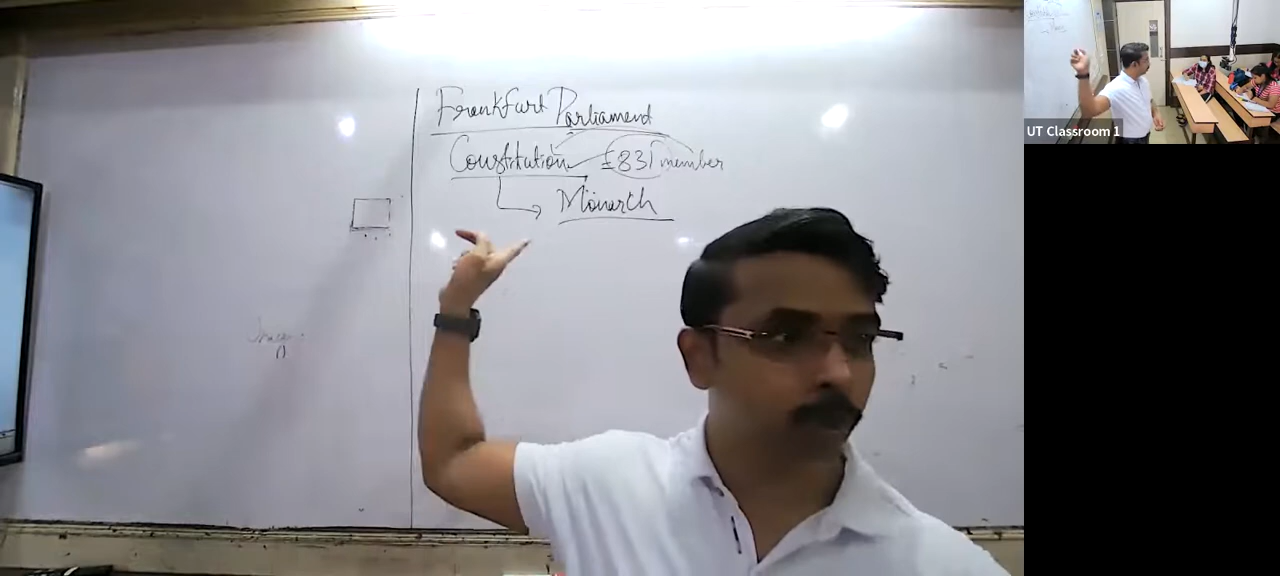 Frankfurt Parliament
Constitution 831 member
Monarch
UT Classroom 1